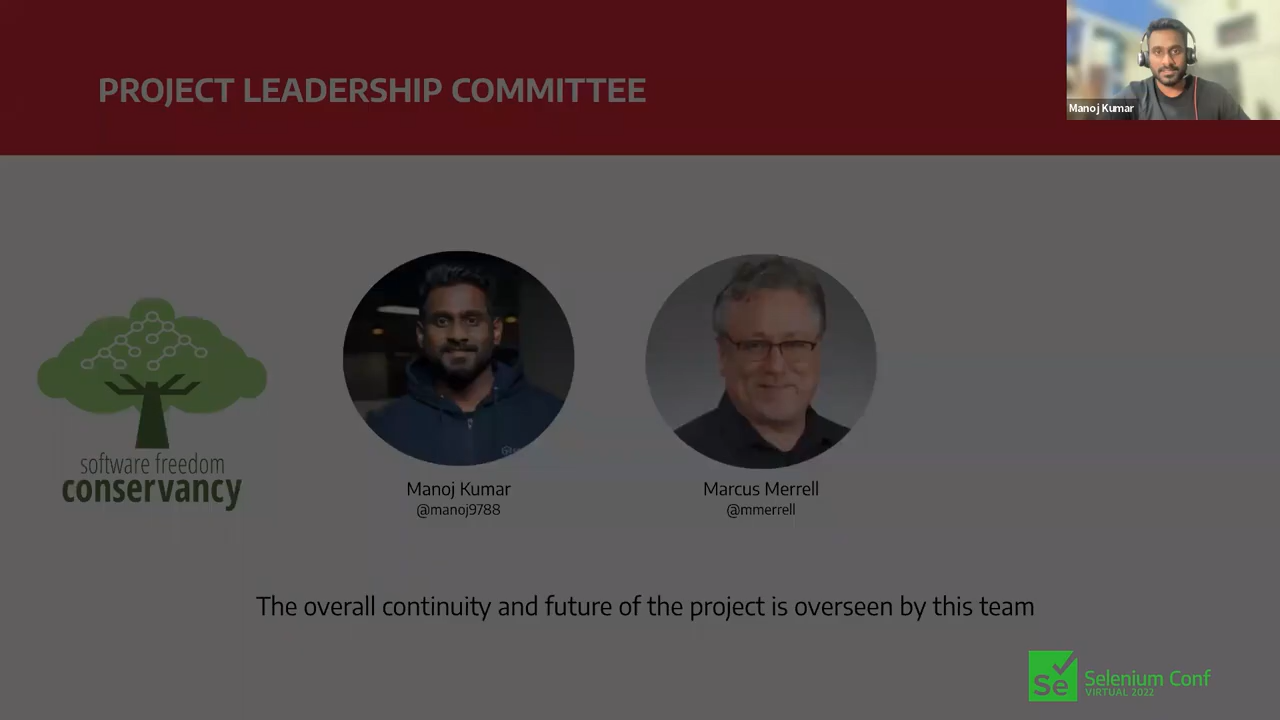 PROJECT LEADERSHIP COMMITTEE
Manoj Kumar
software freedom
conservancy
Manoj Kumar
@manoj9788
Marcus Merrell
@mmerrell
The overall continuity and future of the project is overseen by this team
Se
Selenium Conf
VIRTUAL 2022